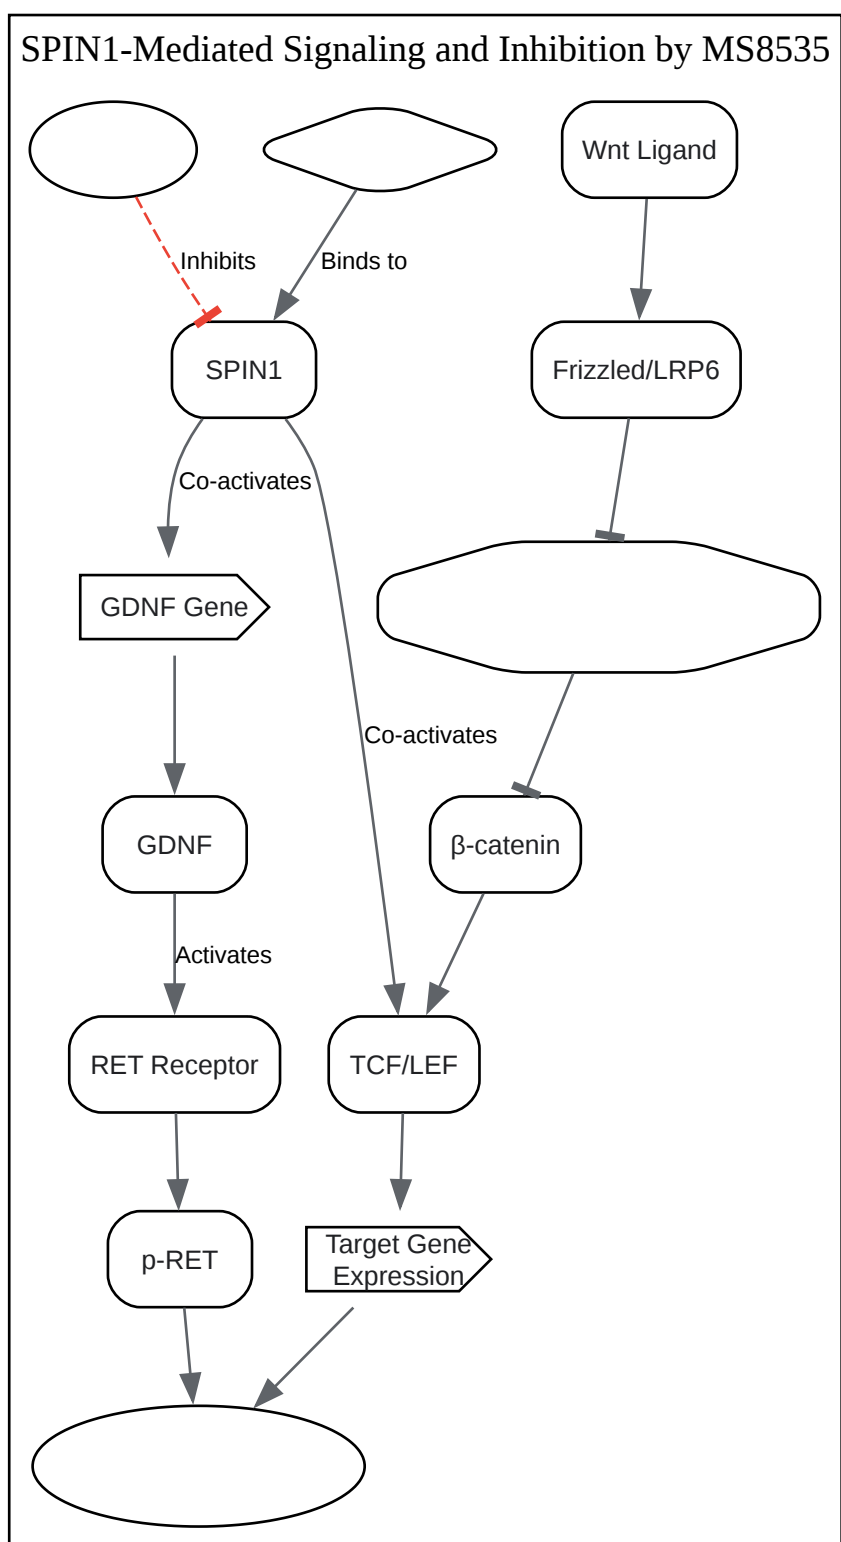 SPIN1-Mediated Signaling and Inhibition by MS8535
Wnt Ligand
Inhibits
Binds to
SPIN1
Frizzled/LRP6
Co-activates
GDNF Gene
Co-activates
GDNF
β-catenin
Activates
RET Receptor
TCF/LEF
p-RET
Target Gene
Expression